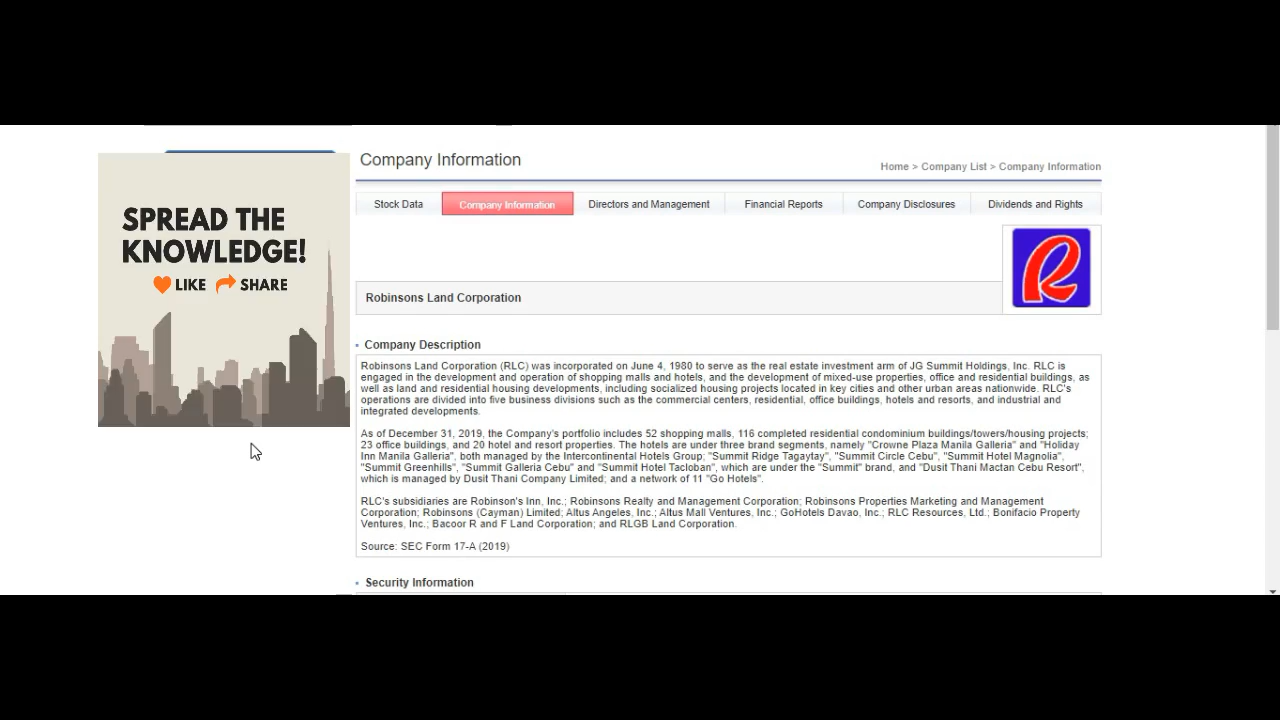 SPREAD THE
KNOWLEDGE!
LIKE SHARE
Company Information
Home > Company List > Company Information
Stock Data Company Information Directors and Management Financial Reports Company Disclosures Dividends and Rights
R
Robinsons Land Corporation
Company Description
Robinsons Land Corporation (RLC) was incorporated on June 4, 1980 to serve as the real estate investment arm of JG Summit Holdings, Inc. RLC is
engaged in the development and operation of shopping malls and hotels, and the development of mixed-use properties, office and residential buildings, as
well as land and residential housing developments, including socialized housing projects located in key cities and other urban areas nationwide. RLC's
operations are divided into five business divisions such as the commercial centers, residential, office buildings, hotels and resorts, and industrial and
integrated developments.
As of December 31, 2019, the Company's portfolio includes 52 shopping malls, 116 completed residential condominium buildings/towers/housing projects;
23 office buildings, and 20 hotel and resort properties. The hotels are under three brand segments, namely "Crowne Plaza Manila Galleria" and "Holiday
Inn Manila Galleria", both managed by the Intercontinental Hotels Group; "Summit Ridge Tagaytay", "Summit Circle Cebu", "Summit Hotel Magnolia",
"Summit Greenhills", "Summit Galleria Cebu" and "Summit Hotel Tacloban", which are under the "Summit" brand, and "Dusit Thani Mactan Cebu Resort",
which is managed by Dusit Thani Company Limited; and a network of 11 "Go Hotels".
RLC's subsidiaries are Robinson's Inn, Inc.; Robinsons Realty and Management Corporation; Robinsons Properties Marketing and Management
Corporation; Robinsons (Cayman) Limited; Altus Angeles, Inc.; Altus Mall Ventures, Inc.; GoHotels Davao, Inc.; RLC Resources, Ltd.; Bonifacio Property
Ventures, Inc.; Bacoor R and F Land Corporation; and RLGB Land Corporation.
Source: SEC Form 17-A (2019)
Security Information